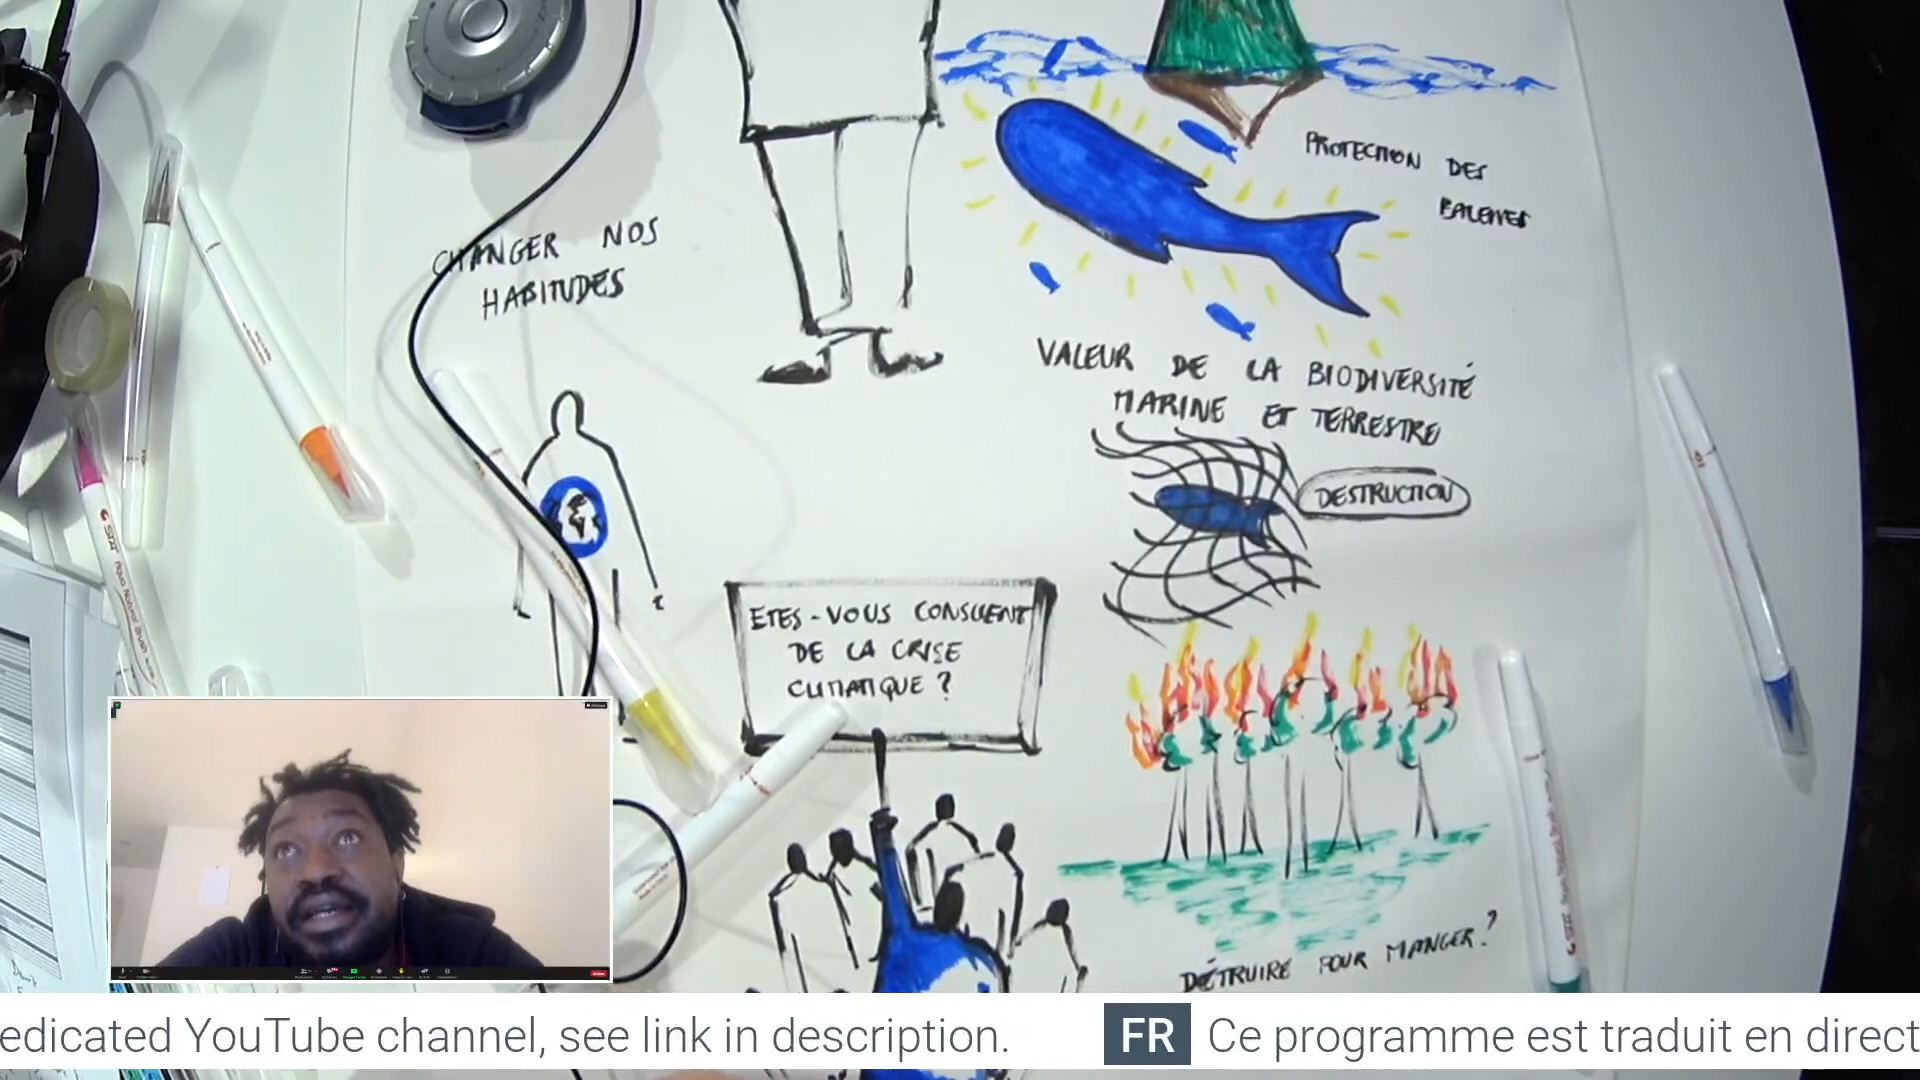 PROTECTION DES
BALEINES
CHANGER NOS
HABITUDES
VALEUR DE LA BIODIVERSITÉ
MARINE ET TERRESTRE
DESTRUCTION
ETES-VOUS CONSCIENT
DE LA CRISE
CLIMATIQUE ?
DÉTRUIRE POUR MANGER ?
edicated YouTube channel, see link in description.
FR Ce programme est traduit en direct